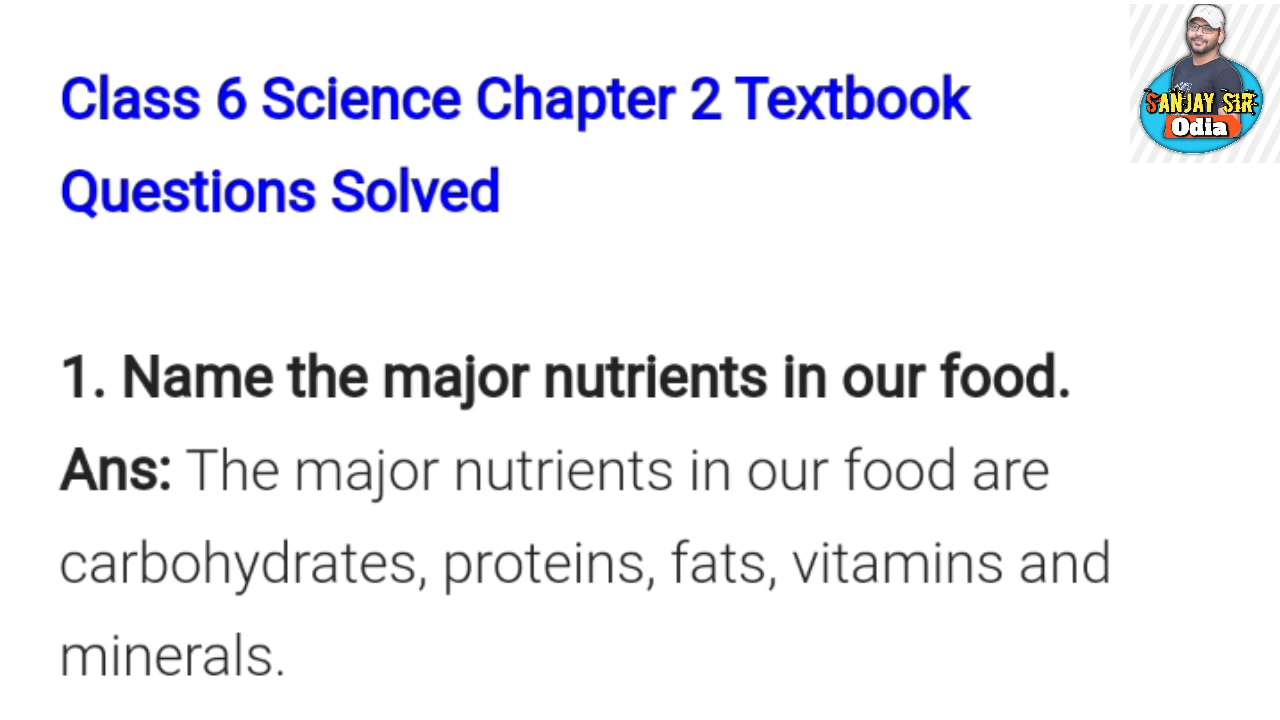 Class 6 Science Chapter 2 Textbook
Questions Solved
SANJAY SIR
Odia
1. Name the major nutrients in our food.
Ans: The major nutrients in our food are
carbohydrates, proteins, fats, vitamins and
minerals.